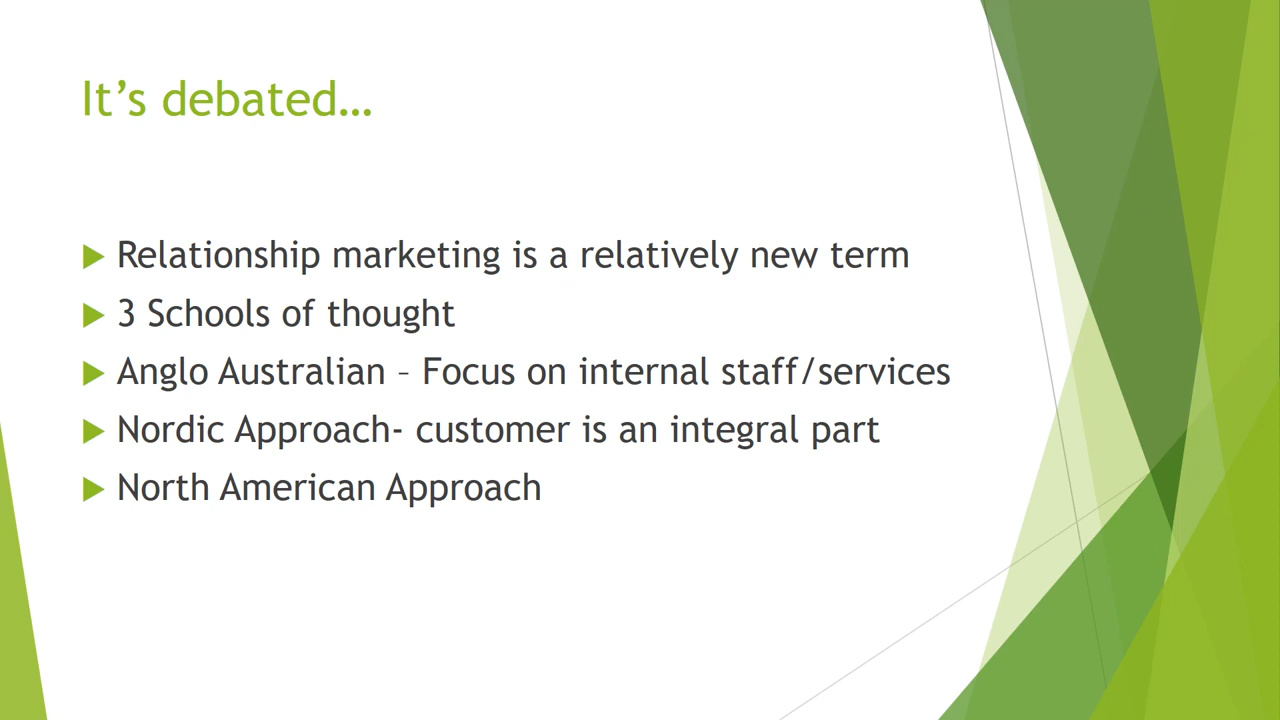 It’s debated…
Relationship marketing is a relatively new term
3 Schools of thought
Anglo Australian – Focus on internal staff/services
Nordic Approach- customer is an integral part
North American Approach